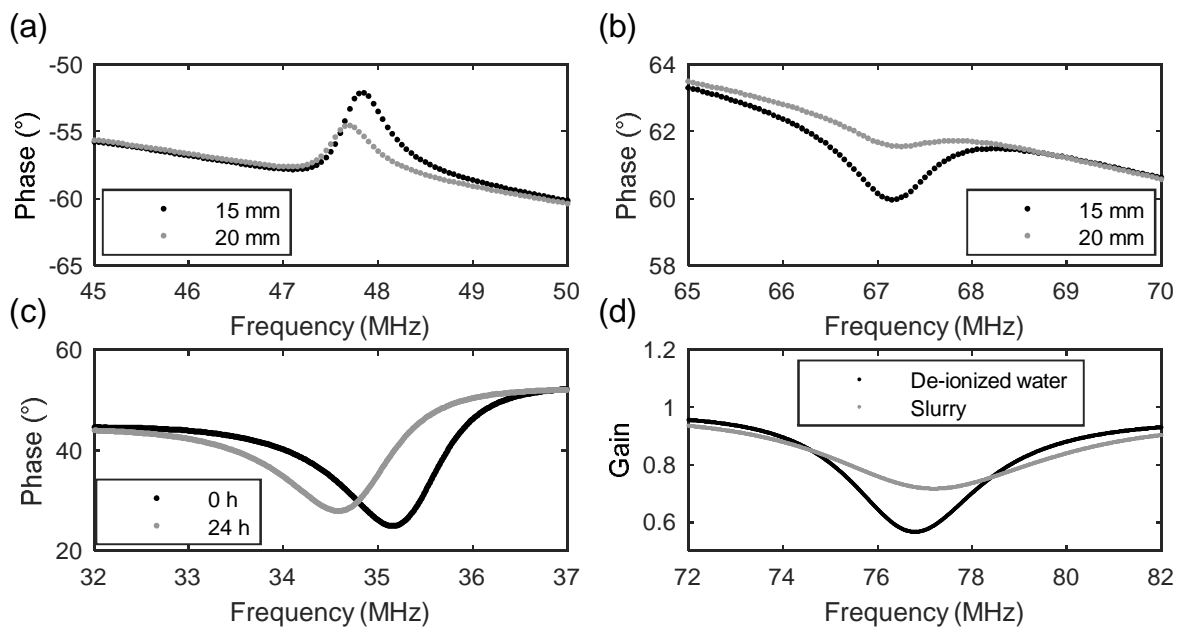 (a)
Phase (°)
-50
-55
-60
-65
15 mm
20 mm
45 46 47 48 49 50
Frequency (MHz)
(b)
Phase (°)
64
62
60
58
15 mm
20 mm
65 66 67 68 69 70
Frequency (MHz)
(c)
Phase (°)
60
40
20
0 h
24 h
32 33 34 35 36 37
Frequency (MHz)
(d)
Gain
1.2
1
0.8
0.6
De-ionized water
Slurry
72 74 76 78 80 82
Frequency (MHz)